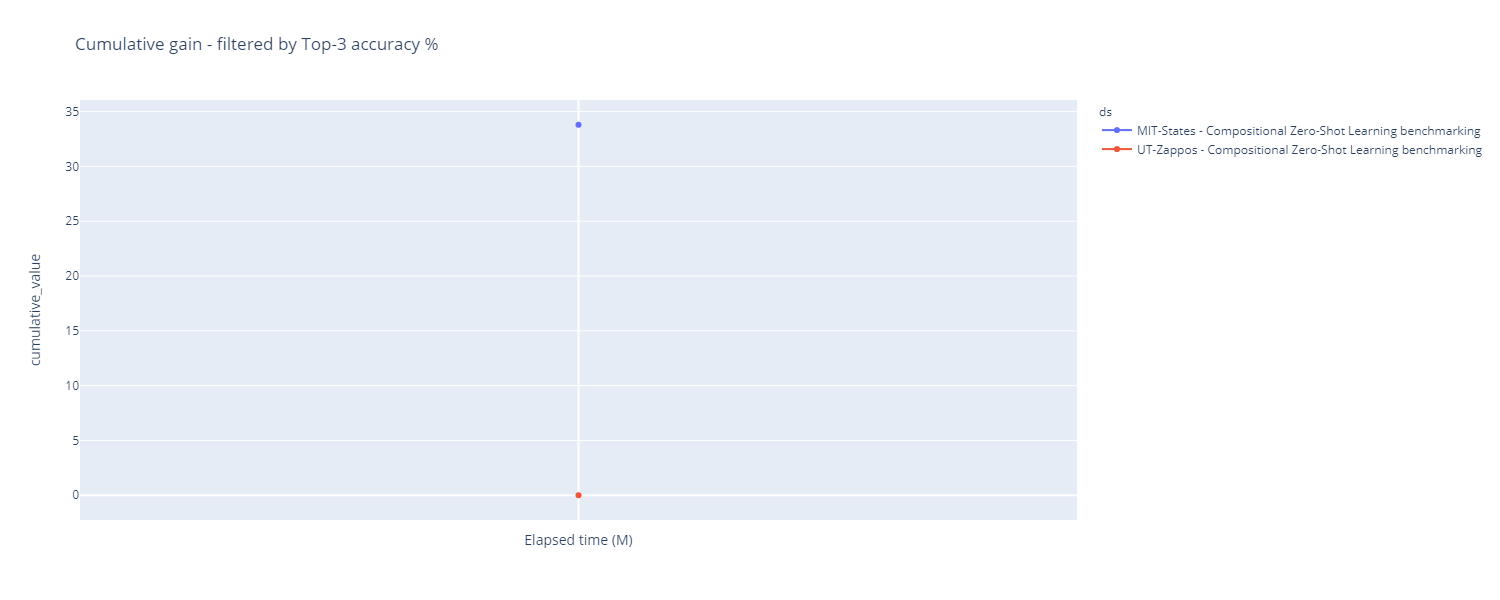 Cumulative gain - filtered by Top-3 accuracy %
35
30
25
20
15
10
5
0
cumulative_value
Elapsed time (M)
ds
MIT-States - Compositional Zero-Shot Learning benchmarking
UT-Zappos - Compositional Zero-Shot Learning benchmarking